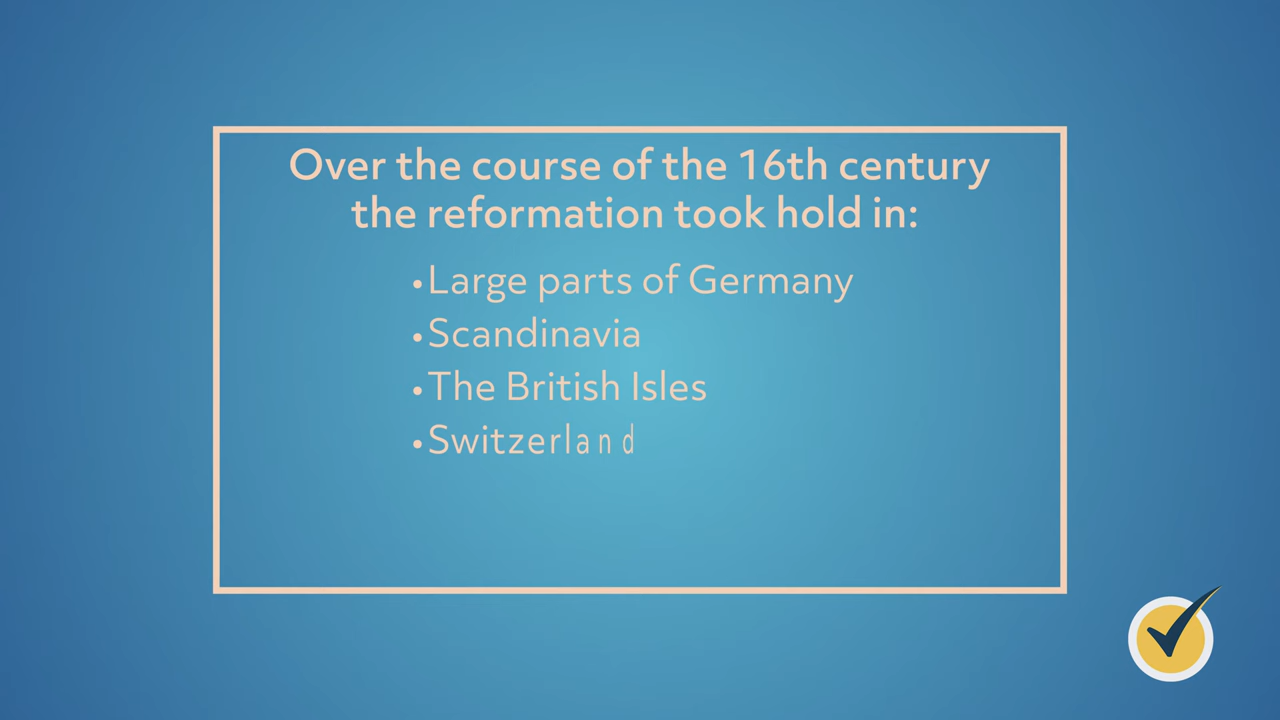 Over the course of the 16th century
the reformation took hold in:
•Large parts of Germany
•Scandinavia
•The British Isles
•Switzerland